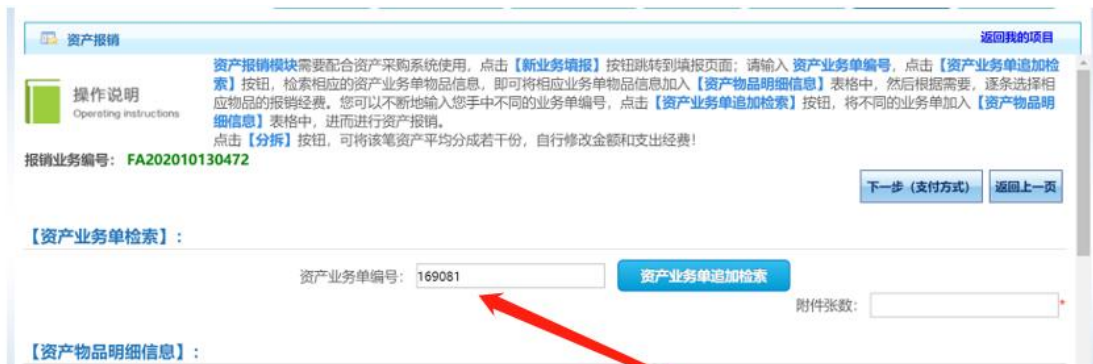 资产报销
返回我的项目
操作说明
Operating instructions
资产报销模块需要配合资产采购系统使用，点击【新业务填报】按钮跳转到填报页面；请输入 资产业务单编号，点击【资产业务单追加检
索】按钮，检索相应的资产业务单物品信息，即可将相应业务单物品信息加入【资产物品明细信息】表格中，然后根据需要，逐条选择相
应物品的报销经费。您可以不断地输入您手中不同的业务单编号，点击【资产业务单追加检索】按钮，将不同的业务单加入【资产物品明
细信息】表格中，进而进行资产报销。
点击【分拆】按钮，可将该笔资产平均分成若干份，自行修改金额和支出经费！
报销业务编号： FA202010130472
下一步（支付方式） 返回上一页
【资产业务单检索】：
资产业务单编号： 169081 资产业务单追加检索
附件张数： *
【资产物品明细信息】：